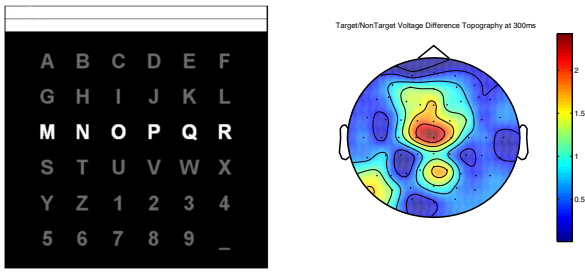 A B C D E F
G H I J K L
M N O P Q R
S T U V W X
Y Z 1 2 3 4
5 6 7 8 9 _
Target/NonTarget Voltage Difference Topography at 300ms
2
1.5
1
0.5